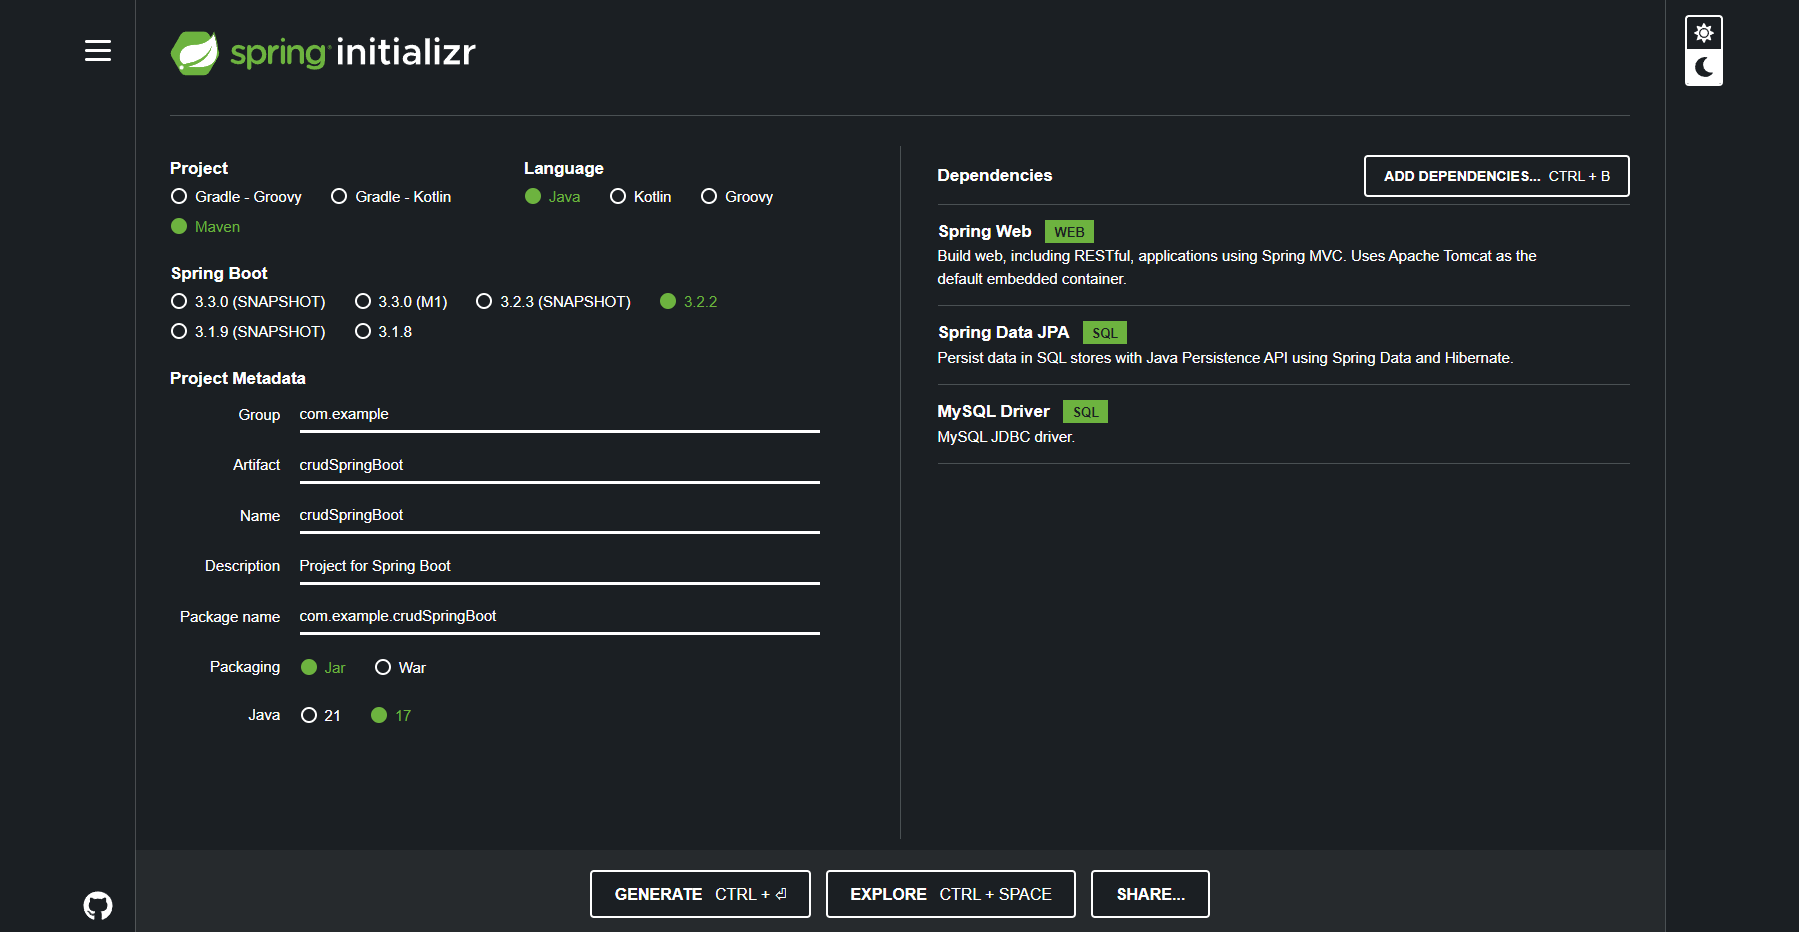 spring initializr
Project
Gradle - Groovy Gradle - Kotlin
Maven
Language
Java Kotlin Groovy
Spring Boot
3.3.0 (SNAPSHOT) 3.3.0 (M1) 3.2.3 (SNAPSHOT) 3.2.2
3.1.9 (SNAPSHOT) 3.1.8
Project Metadata
Group com.example
Artifact crudSpringBoot
Name crudSpringBoot
Description Project for Spring Boot
Package name com.example.crudSpringBoot
Packaging Jar War
Java 21 17
Dependencies ADD DEPENDENCIES... CTRL + B
Spring Web WEB
Build web, including RESTful, applications using Spring MVC. Uses Apache Tomcat as the
default embedded container.
Spring Data JPA SQL
Persist data in SQL stores with Java Persistence API using Spring Data and Hibernate.
MySQL Driver SQL
MySQL JDBC driver.
GENERATE CTRL + ⏎ EXPLORE CTRL + SPACE SHARE...